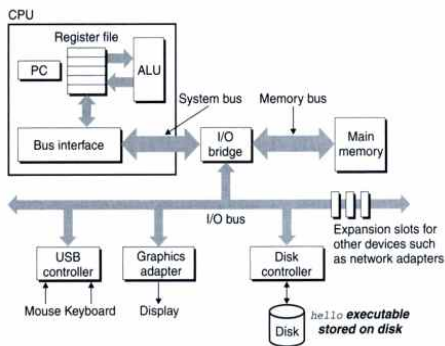 CPU
Register file
PC
ALU
System bus
Memory bus
Bus interface
I/O
bridge
Main
memory
I/O bus
Expansion slots for
other devices such
as network adapters
USB
controller
Graphics
adapter
Disk
controller
Mouse Keyboard
Display
Disk
hello executable
stored on disk